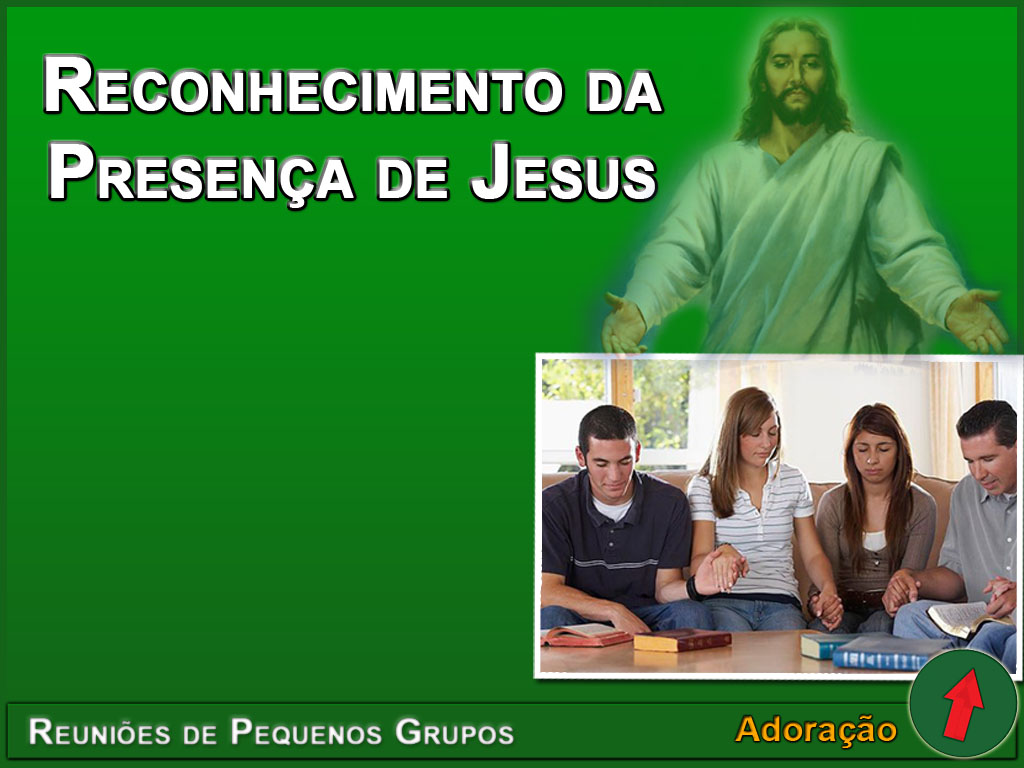 Reconhecimento da
Presença de Jesus
Reuniões de Pequenos Grupos
Adoração